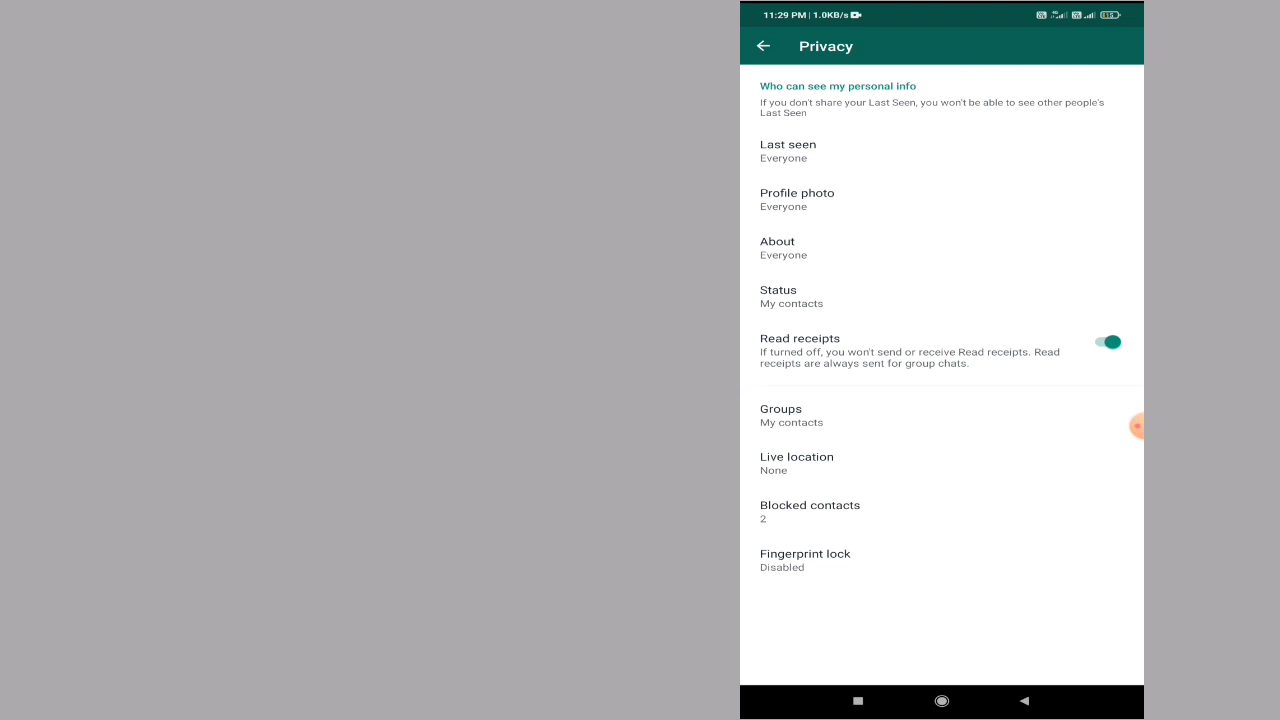 11:29 PM | 1.0KB/s
Privacy
Who can see my personal info
If you don't share your Last Seen, you won't be able to see other people's
Last Seen
Last seen
Everyone
Profile photo
Everyone
About
Everyone
Status
My contacts
Read receipts
If turned off, you won't send or receive Read receipts. Read
receipts are always sent for group chats.
Groups
My contacts
Live location
None
Blocked contacts
2
Fingerprint lock
Disabled